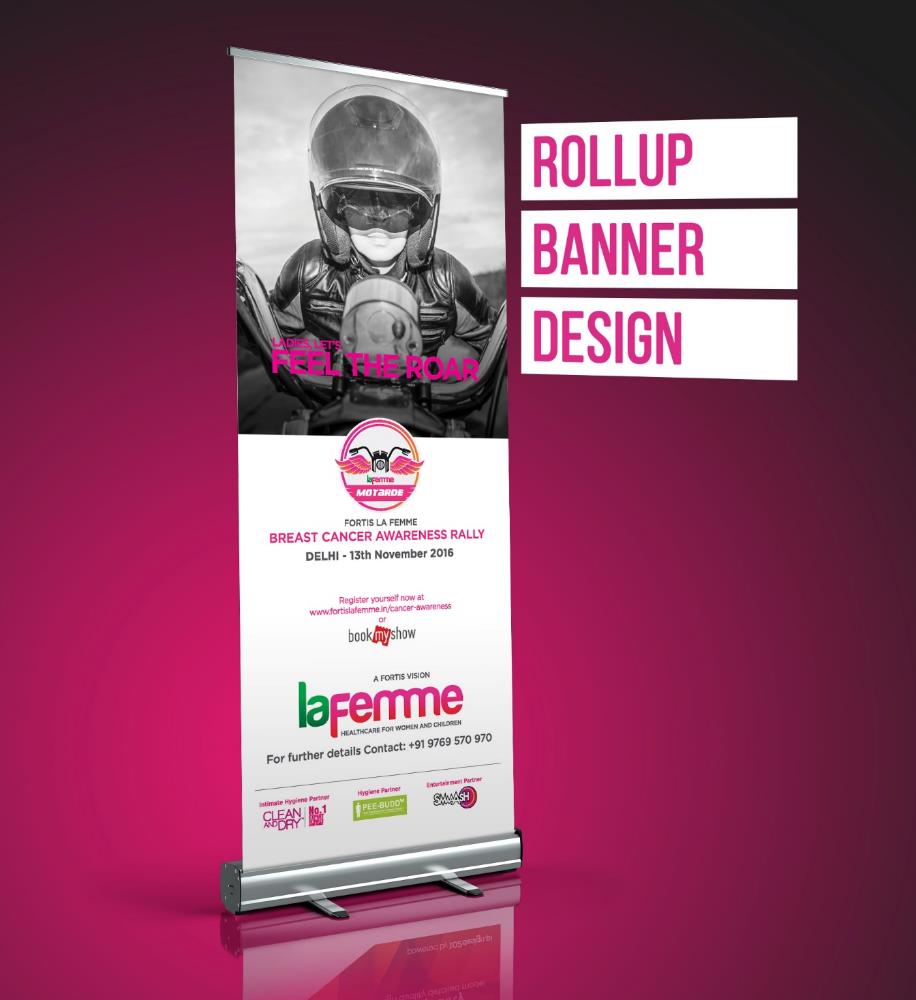 ROLLUP
BANNER
DESIGN
LADIES, LET'S
FEEL THE ROAR
lafemme
MOTARDE
FORTIS LA FEMME
BREAST CANCER AWARENESS RALLY
DELHI - 13th November 2016
Register yourself now at
www.fortislafemme.in/cancer-awareness
or
bookmyshow
A FORTIS VISION
lafemme
HEALTHCARE FOR WOMEN AND CHILDREN
For further details Contact: +91 9769 570 970
Intimate Hygiene Partner
CLEAN
AND DRY
No.1
Hygiene Partner
PEE-BUDDY
Entertainment Partner
SMAAASH